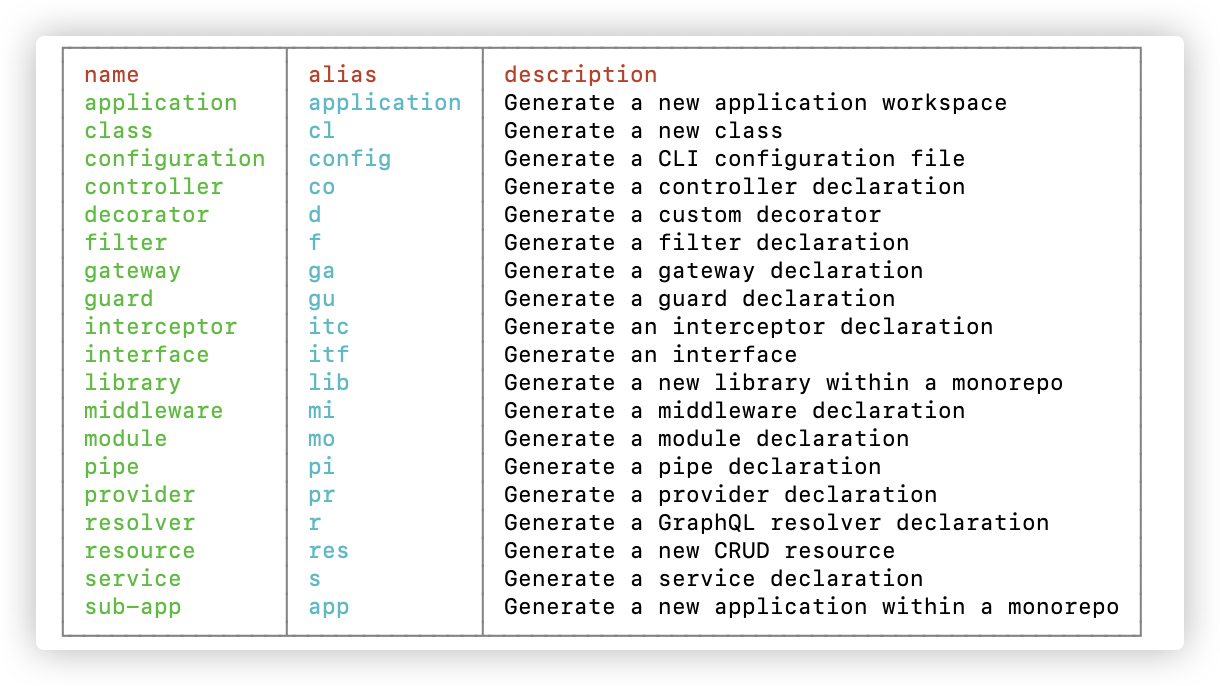 name alias description
application application Generate a new application workspace
class cl Generate a new class
configuration config Generate a CLI configuration file
controller co Generate a controller declaration
decorator d Generate a custom decorator
filter f Generate a filter declaration
gateway ga Generate a gateway declaration
guard gu Generate a guard declaration
interceptor itc Generate an interceptor declaration
interface itf Generate an interface
library lib Generate a new library within a monorepo
middleware mi Generate a middleware declaration
module mo Generate a module declaration
pipe pi Generate a pipe declaration
provider pr Generate a provider declaration
resolver r Generate a GraphQL resolver declaration
resource res Generate a new CRUD resource
service s Generate a service declaration
sub-app app Generate a new application within a monorepo